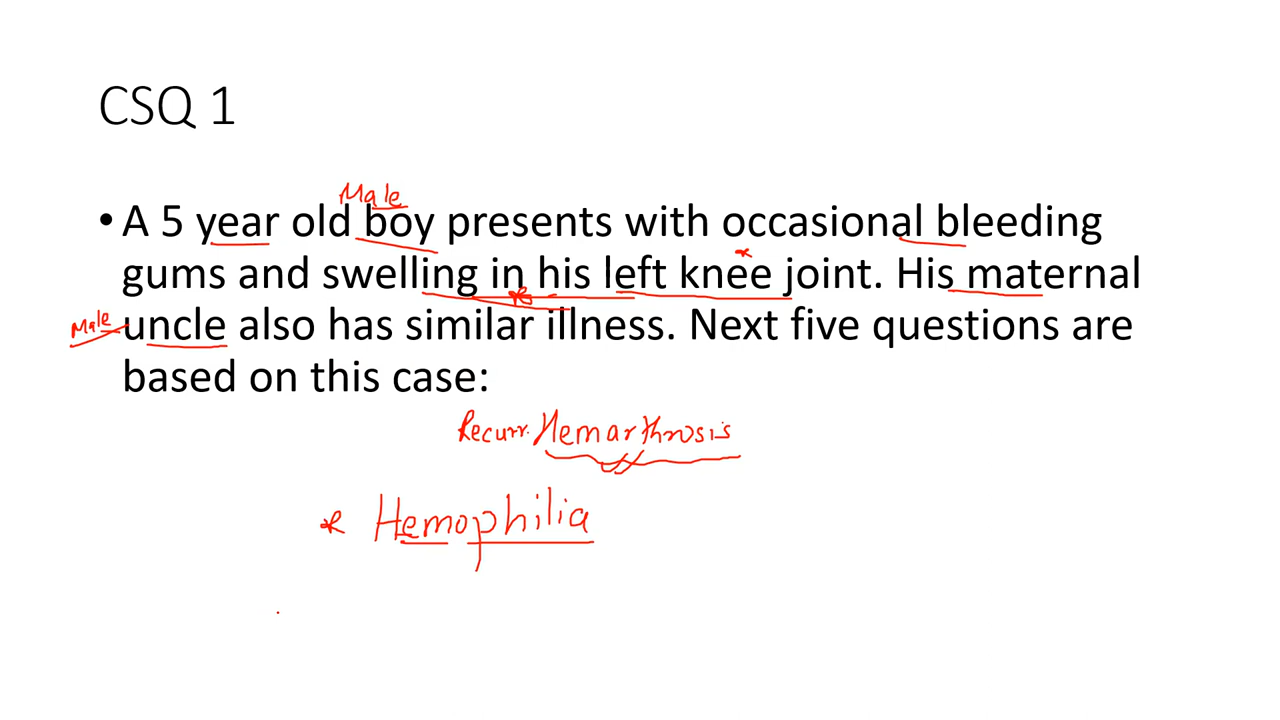 CSQ 1
Male
• A 5 year old boy presents with occasional bleeding
gums and swelling in his left knee joint. His maternal
Male
uncle also has similar illness. Next five questions are
based on this case:
Recurr. Hemarthrosis
* Hemophilia